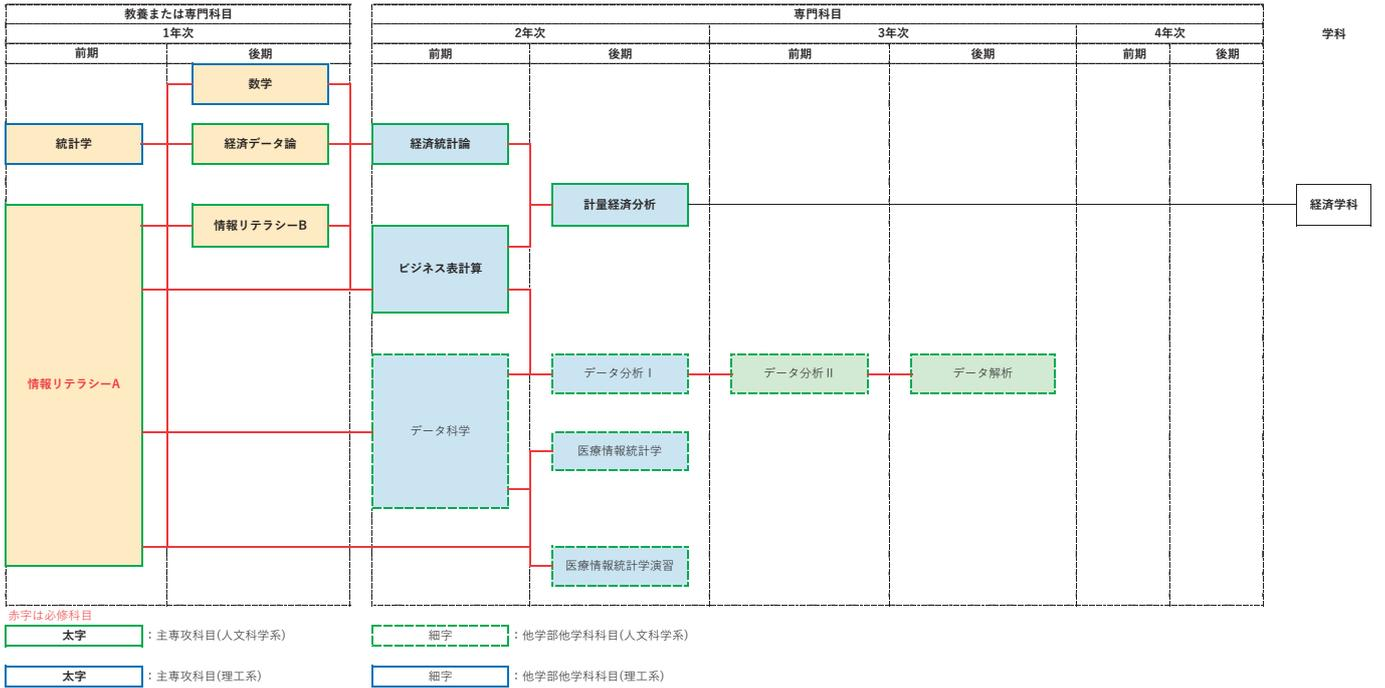 教養または専門科目
専門科目
1年次
2年次
3年次
4年次
学科
前期
後期
前期
後期
前期
後期
前期
後期
数学
統計学
経済データ論
経済統計論
計量経済分析
経済学科
情報リテラシーB
ビジネス表計算
情報リテラシーA
データ分析Ⅰ
データ分析Ⅱ
データ解析
データ科学
医療情報統計学
医療情報統計学演習
赤字は必修科目
太字
：主専攻科目(人文科学系)
細字
：他学部他学科科目(人文科学系)
太字
：主専攻科目(理工系)
細字
：他学部他学科科目(理工系)